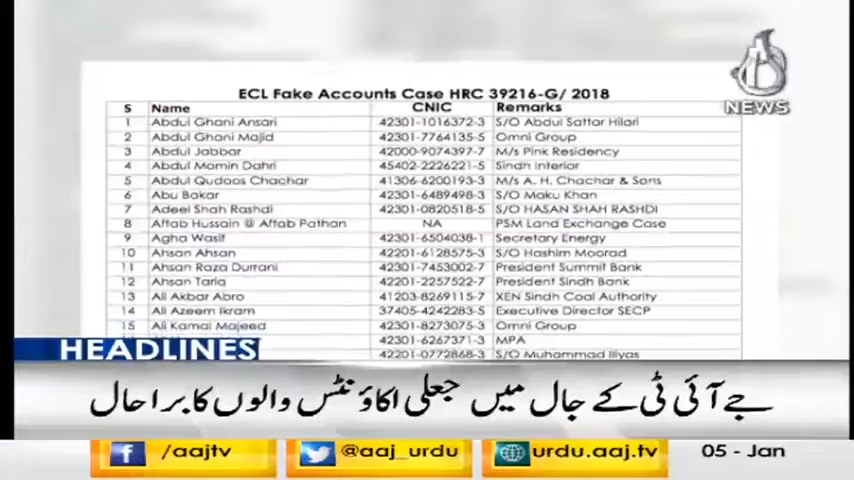 ECL Fake Accounts Case HRC 39216-G/ 2018
S Name CNIC Remarks
1 Abdul Ghani Ansari 42301-1016372-3 S/O Abdul Sattar Hilari
2 Abdul Ghani Majid 42301-7764135-5 Omni Group
3 Abdul Jabbar 42000-9074397-7 M/s Pink Residency
4 Abdul Momin Dahri 45402-2226221-5 Sindh Interior
5 Abdul Qudoos Chachar 41306-6200193-3 M/s A. H. Chachar & Sons
6 Abu Bakar 42301-6489498-3 S/O Maku Khan
7 Adeel Shah Rashdi 42301-0820518-5 S/O HASAN SHAH RASHDI
8 Aftab Hussain @ Aftab Pathan NA PSM Land Exchange Case
9 Agha Wasif 42301-6504038-1 Secretary Energy
10 Ahsan Ahsan 42201-6128575-3 S/O Hashim Moorad
11 Ahsan Raza Durrani 42301-7453002-7 President Summit Bank
12 Ahsan Tariq 42201-2257522-7 President Sindh Bank
13 Ali Akbar Abro 41203-8269115-7 XEN Sindh Coal Authority
14 Ali Azeem Ikram 37405-4242283-5 Executive Director SECP
15 Ali Kamal Majeed 42301-8273075-3 Omni Group
42301-6267371-3 MPA
42201-0772868-3 S/O Muhammad Illyas
NEWS
HEADLINES
جے آئی ٹی کے جال میں جعلی اکاؤنٹس والوں کا برا حال
/aajtv @aaj_urdu urdu.aaj.tv 05 - Jan